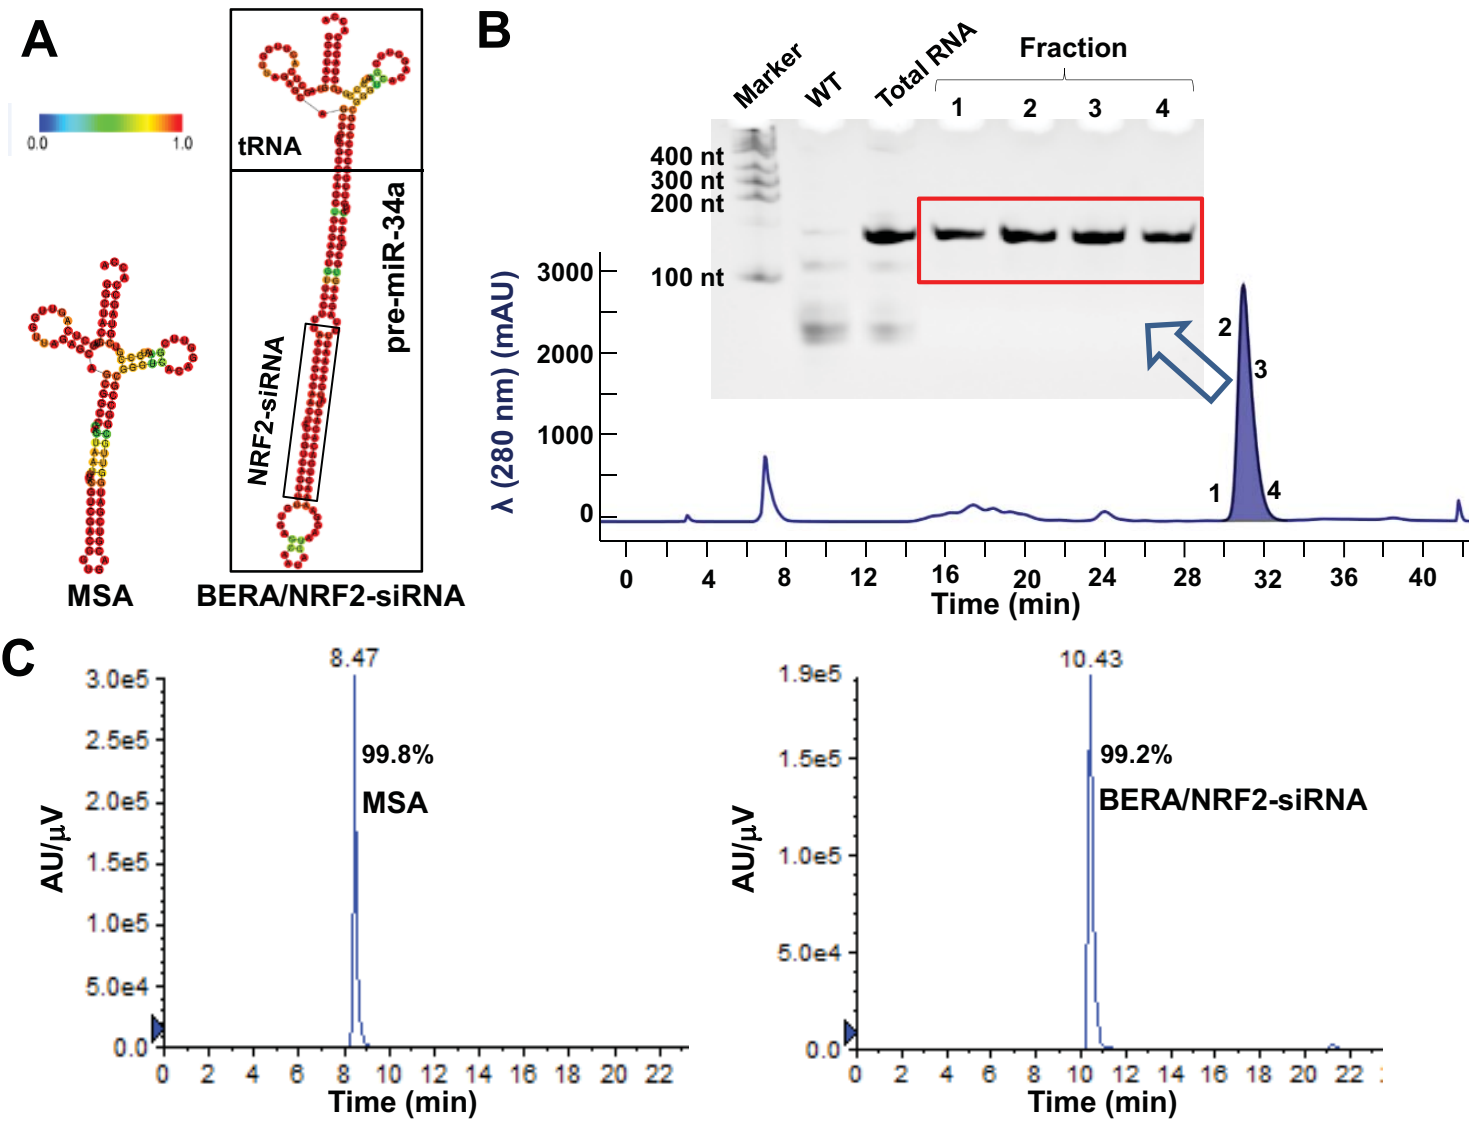 A
0.0 1.0
tRNA
pre-miR-34a
NRF2-siRNA
MSA
BERA/NRF2-siRNA
B
Marker
WT
Total RNA
Fraction
1 2 3 4
400 nt
300 nt
200 nt
100 nt
λ (280 nm) (mAU)
3000
2000
1000
0
1
2
3
4
0 4 8 12 16 20 24 28 32 36 40
Time (min)
C
8.47
99.8%
MSA
AU/μV
3.0e5
2.5e5
2.0e5
1.5e5
1.0e5
5.0e4
0.0
0 2 4 6 8 10 12 14 16 18 20 22
Time (min)
10.43
99.2%
BERA/NRF2-siRNA
AU/μV
1.9e5
1.5e5
1.0e5
5.0e4
0.0
0 2 4 6 8 10 12 14 16 18 20 22
Time (min)